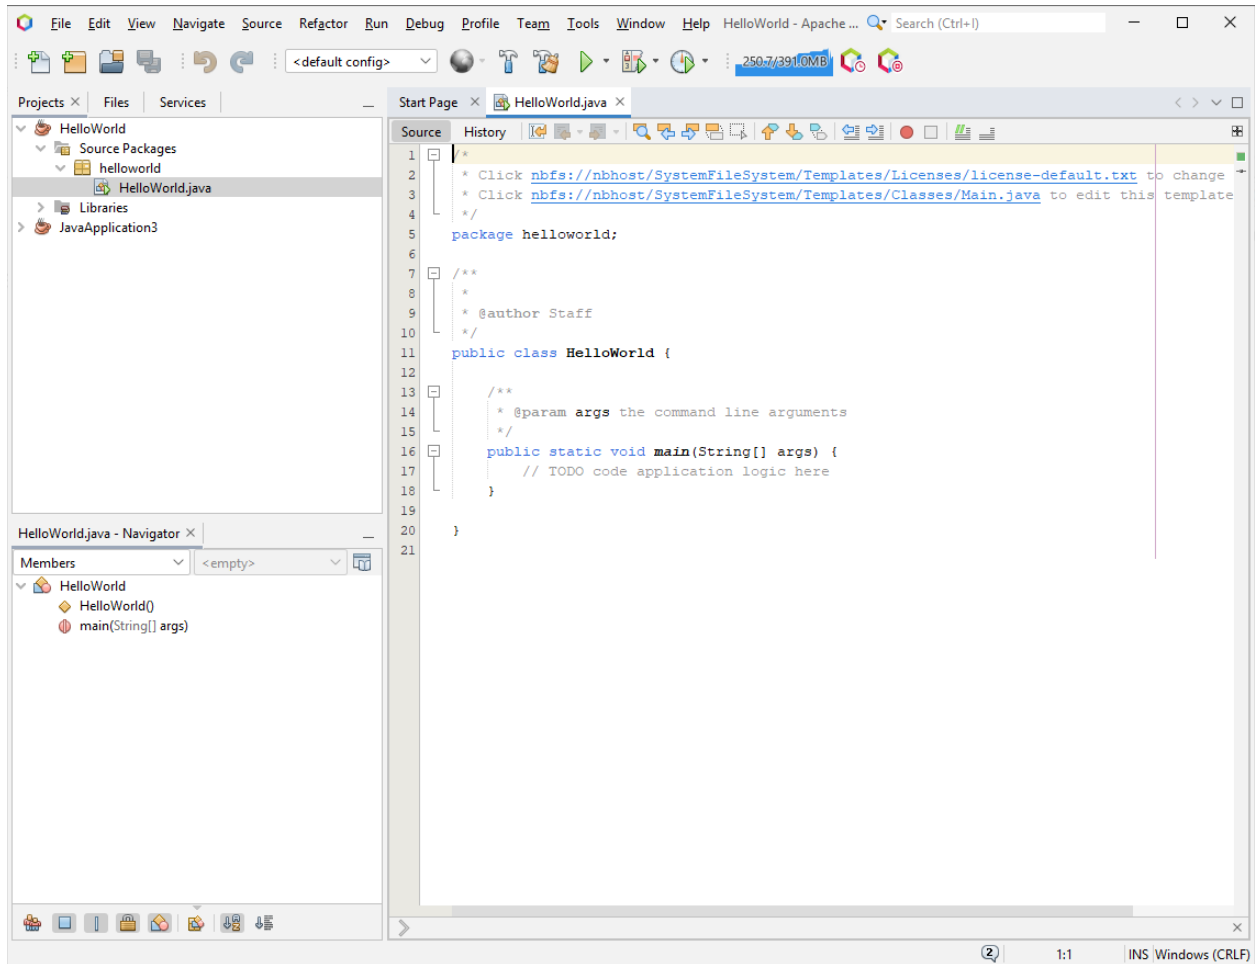 File Edit View Navigate Source Refactor Run Debug Profile Team Tools Window Help HelloWorld - Apache ... Search (Ctrl+I)
<default config> 250.7/391.0MB
Projects Files Services
HelloWorld
Source Packages
helloworld
HelloWorld.java
Libraries
JavaApplication3
HelloWorld.java - Navigator
Members <empty>
HelloWorld
HelloWorld()
main(String[] args)
Start Page HelloWorld.java
Source History
1 /*
2 * Click nbfs://nbhost/SystemFileSystem/Templates/Licenses/license-default.txt to change
3 * Click nbfs://nbhost/SystemFileSystem/Templates/Classes/Main.java to edit this template
4 */
5 package helloworld;
6
7 /**
8 *
9 * @author Staff
10 */
11 public class HelloWorld {
12
13 /**
14 * @param args the command line arguments
15 */
16 public static void main(String[] args) {
17 // TODO code application logic here
18 }
19
20 }
21
2 1:1 INS Windows (CRLF)